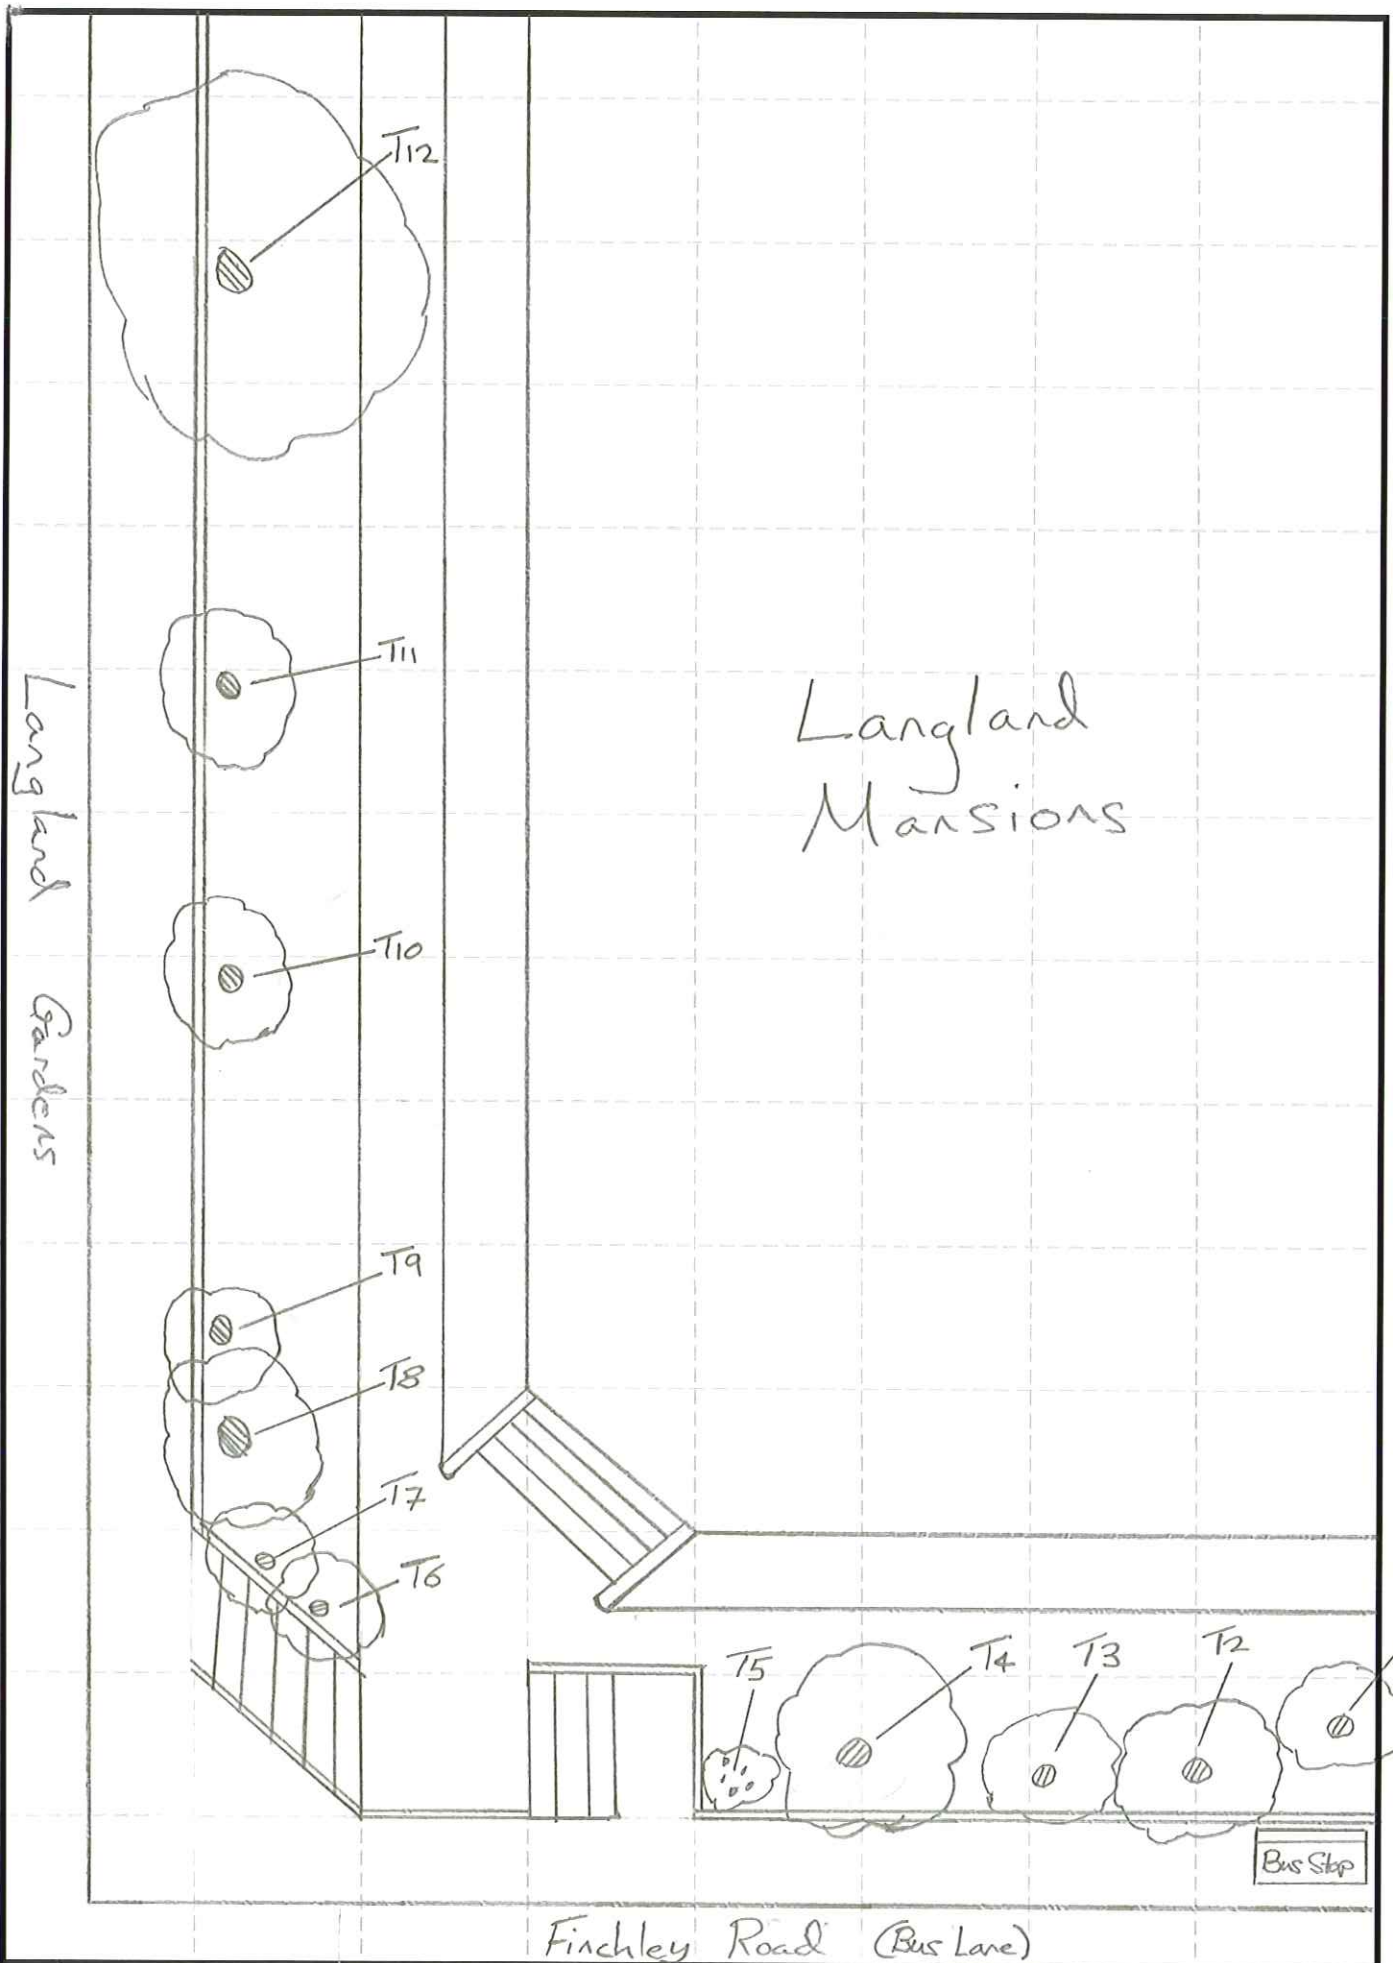 T12
T11
Langland
Mansions
Langland Gardens
T10
T9
T8
T7
T6
T5
T4
T3
T2
Bus Stop
Finchley Road (Bus Lane)